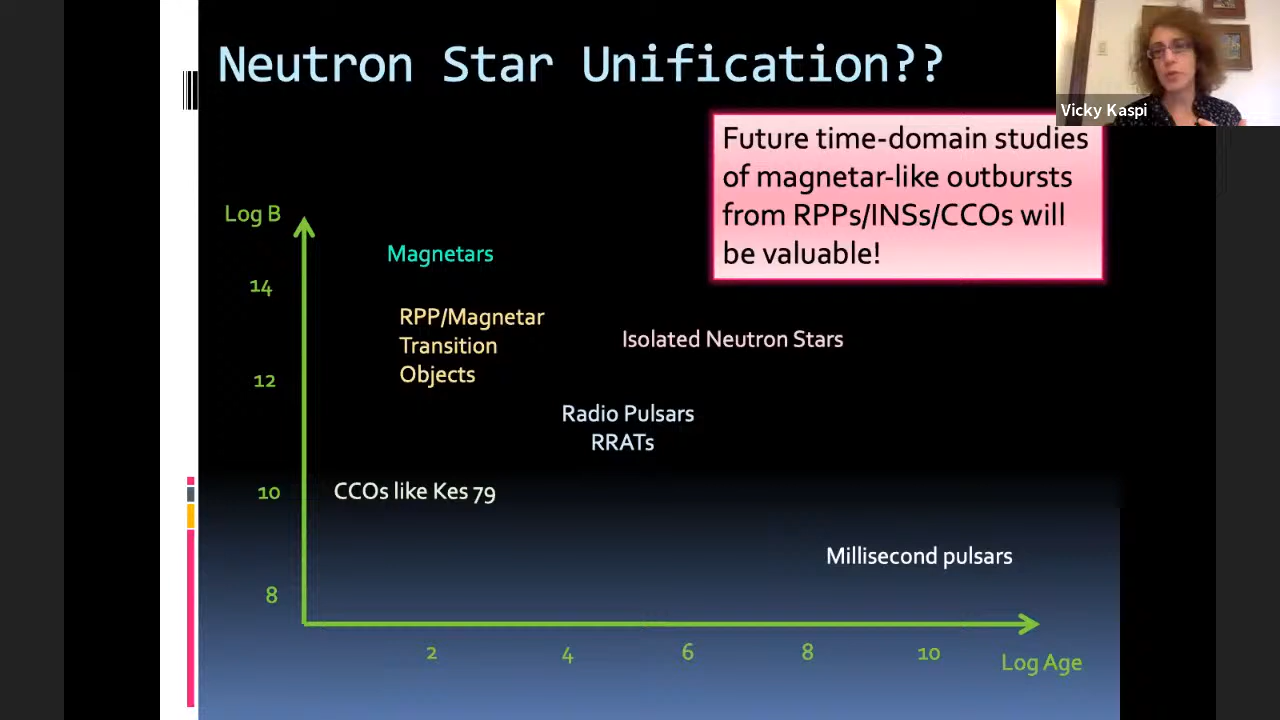 Neutron Star Unification??
Vicky Kaspi
Future time-domain studies
of magnetar-like outbursts
from RPPs/INSs/CCOs will
be valuable!
Log B
Magnetars
14
RPP/Magnetar
Transition
Objects
Isolated Neutron Stars
12
Radio Pulsars
RRATs
10
CCOs like Kes 79
Millisecond pulsars
8
2 4 6 8 10
Log Age